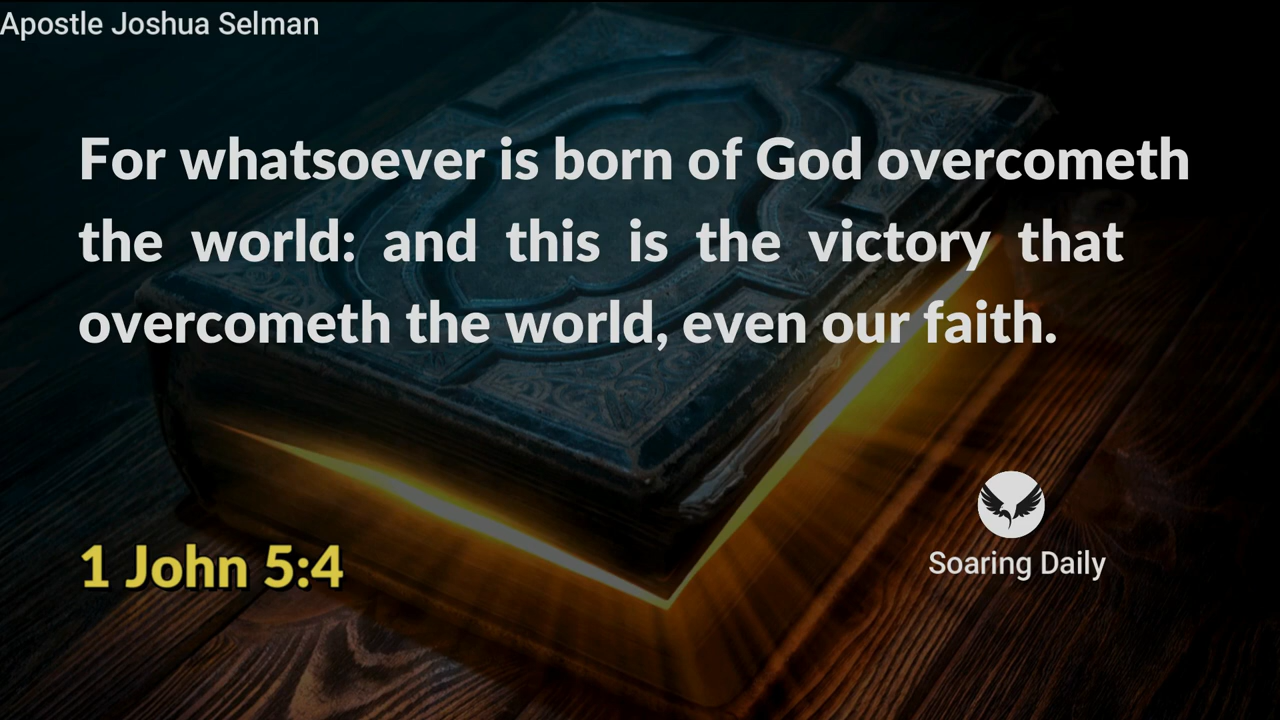 Apostle Joshua Selman
For whatsoever is born of God overcometh
the world: and this is the victory that
overcometh the world, even our faith.
1 John 5:4
Soaring Daily